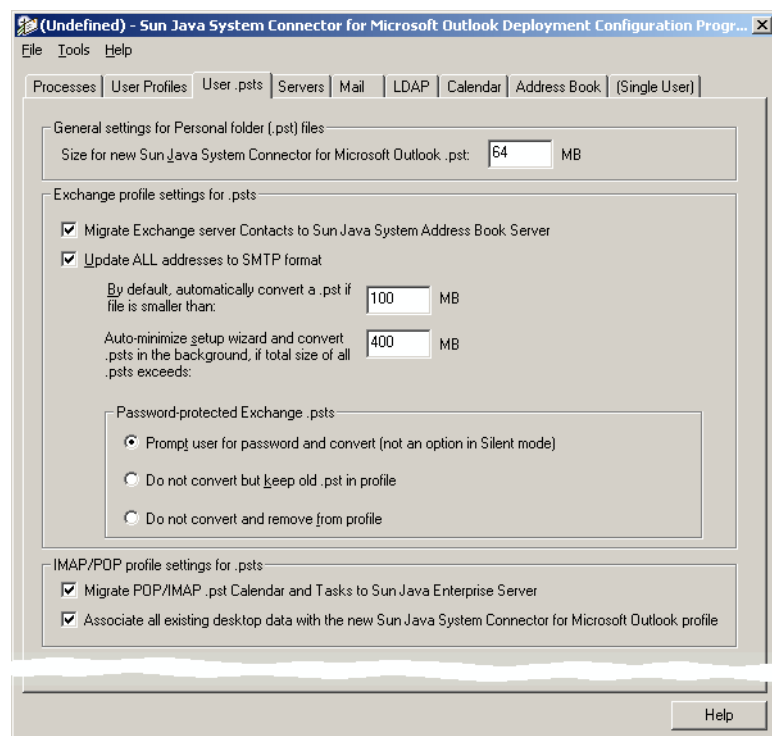 (Undefined) - Sun Java System Connector for Microsoft Outlook Deployment Configuration Progr...
File Tools Help
Processes User Profiles User .psts Servers Mail LDAP Calendar Address Book (Single User)
General settings for Personal folder (.pst) files
Size for new Sun Java System Connector for Microsoft Outlook .pst: 64 MB
Exchange profile settings for .psts
Migrate Exchange server Contacts to Sun Java System Address Book Server
Update ALL addresses to SMTP format
By default, automatically convert a .pst if
file is smaller than:
100 MB
Auto-minimize setup wizard and convert
.psts in the background, if total size of all
.psts exceeds:
400 MB
Password-protected Exchange .psts
Prompt user for password and convert (not an option in Silent mode)
Do not convert but keep old .pst in profile
Do not convert and remove from profile
IMAP/POP profile settings for .psts
Migrate POP/IMAP .pst Calendar and Tasks to Sun Java Enterprise Server
Associate all existing desktop data with the new Sun Java System Connector for Microsoft Outlook profile
Help